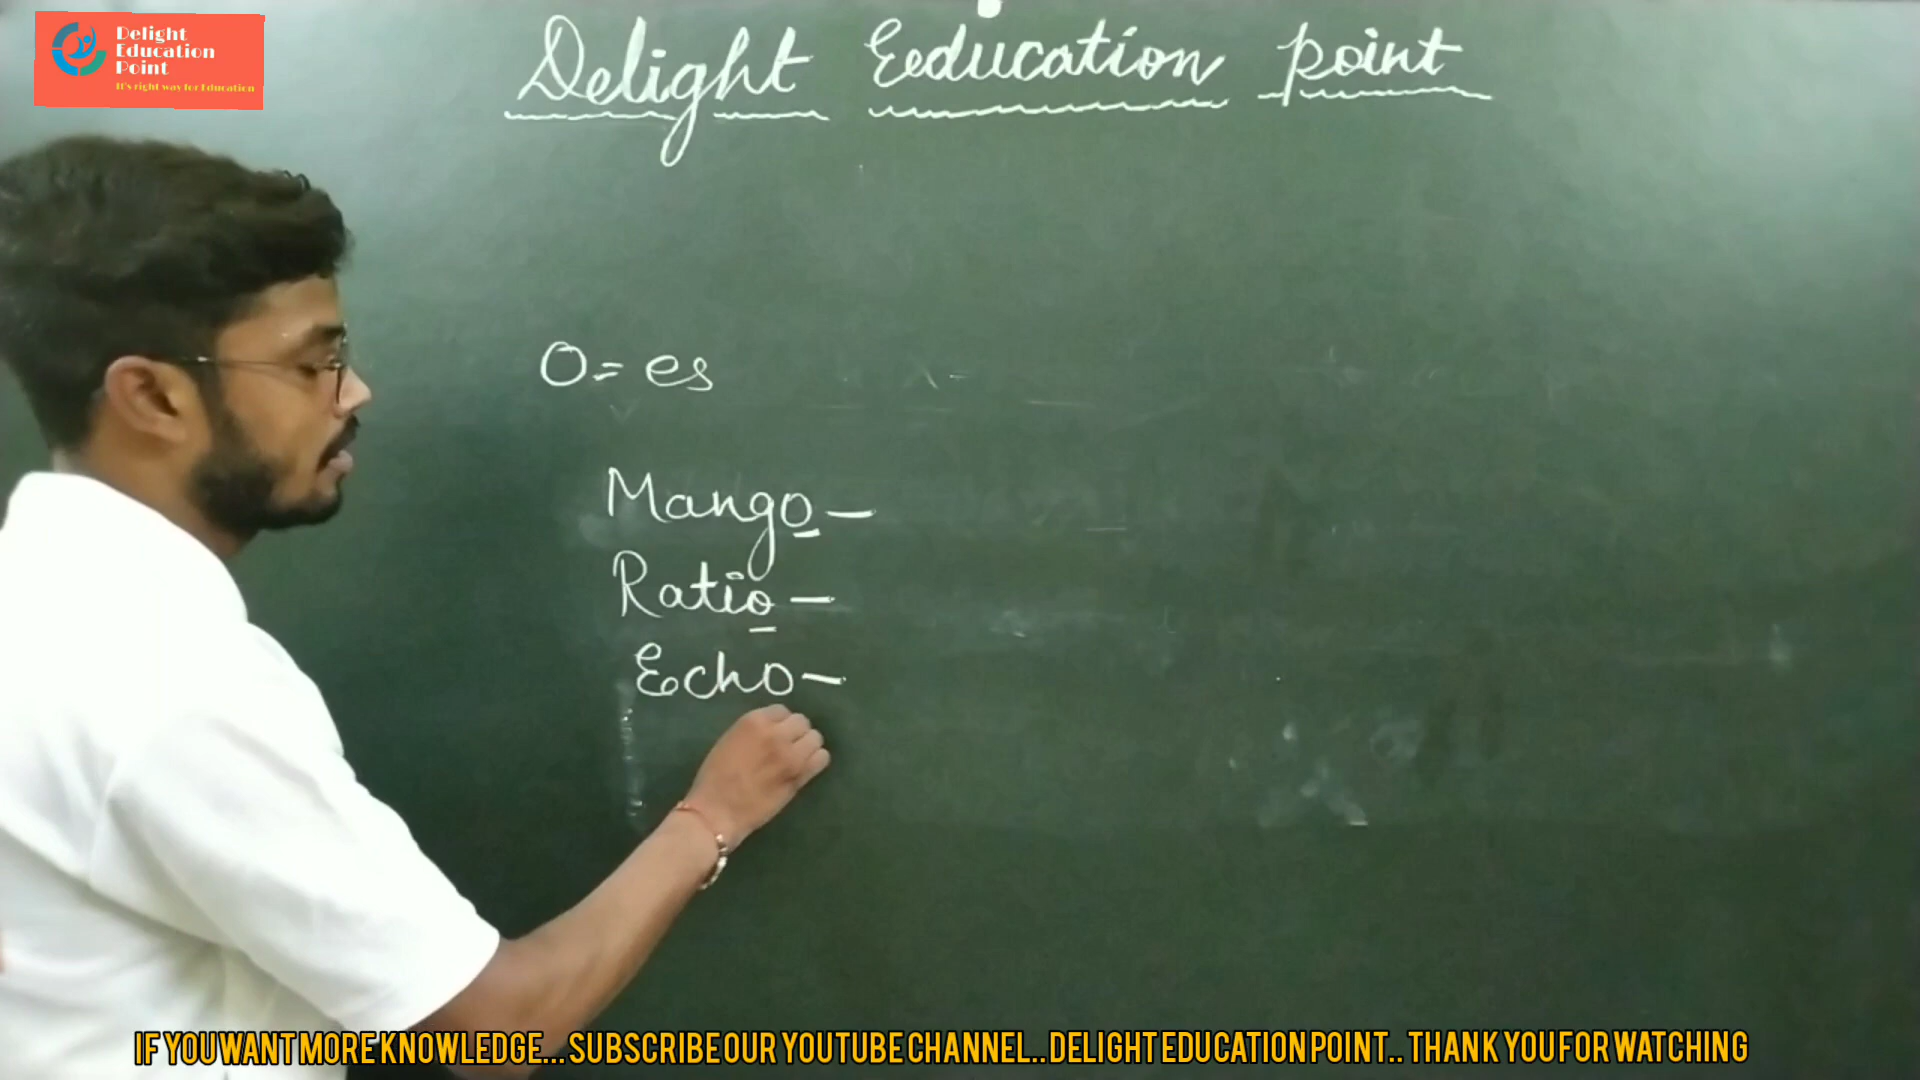 Delight
Education
Point
It's right way for Education
Delight Eeducation point
O = es
Mango –
Ratio –
Echo –
IF YOU WANT MORE KNOWLEDGE... SUBSCRIBE OUR YOUTUBE CHANNEL.. DELIGHT EDUCATION POINT.. THANK YOU FOR WATCHING